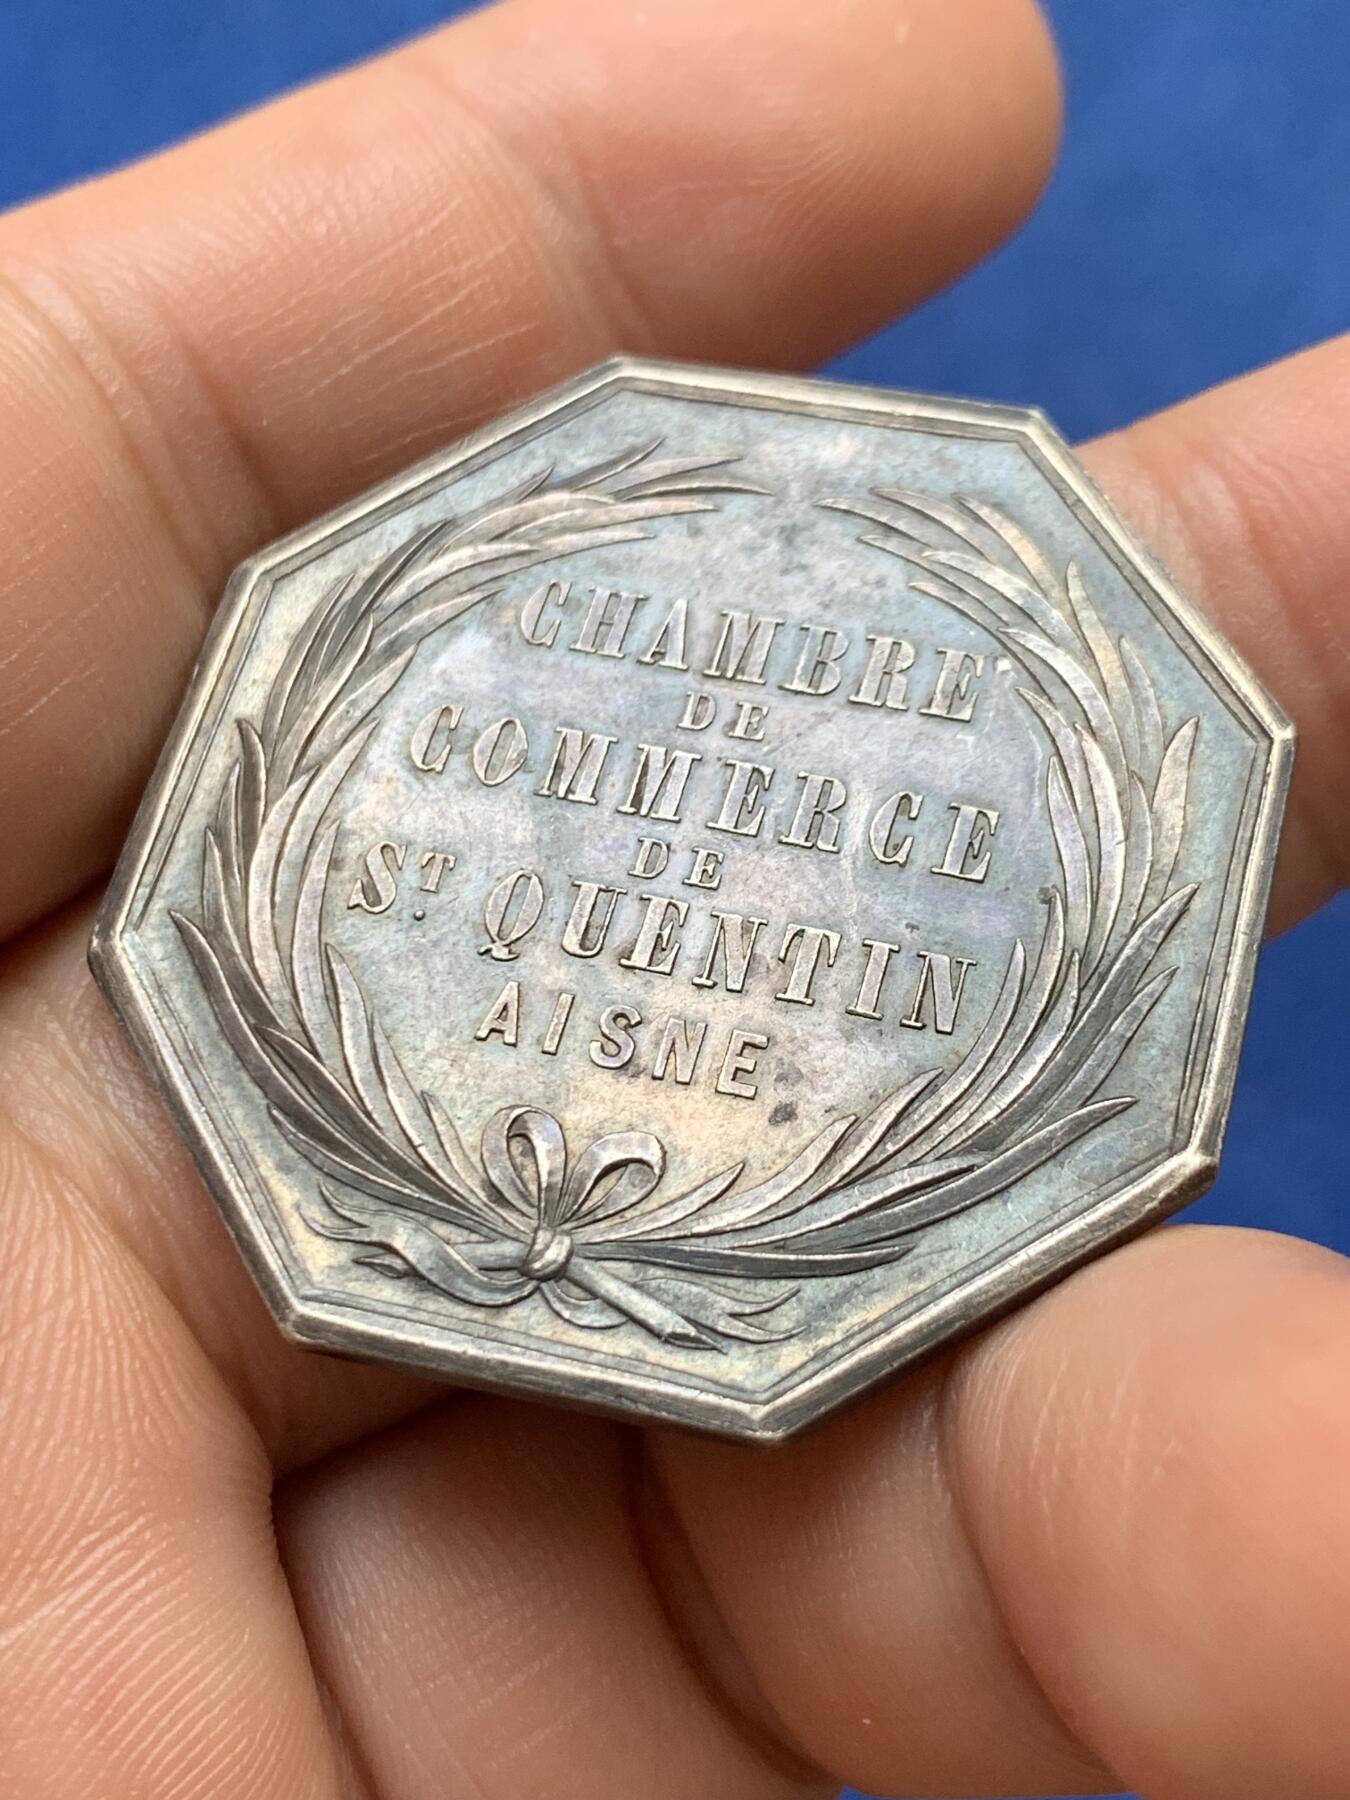 CHAMBRE
DE
COMMERCE
DE
ST. QUENTIN
AISNE